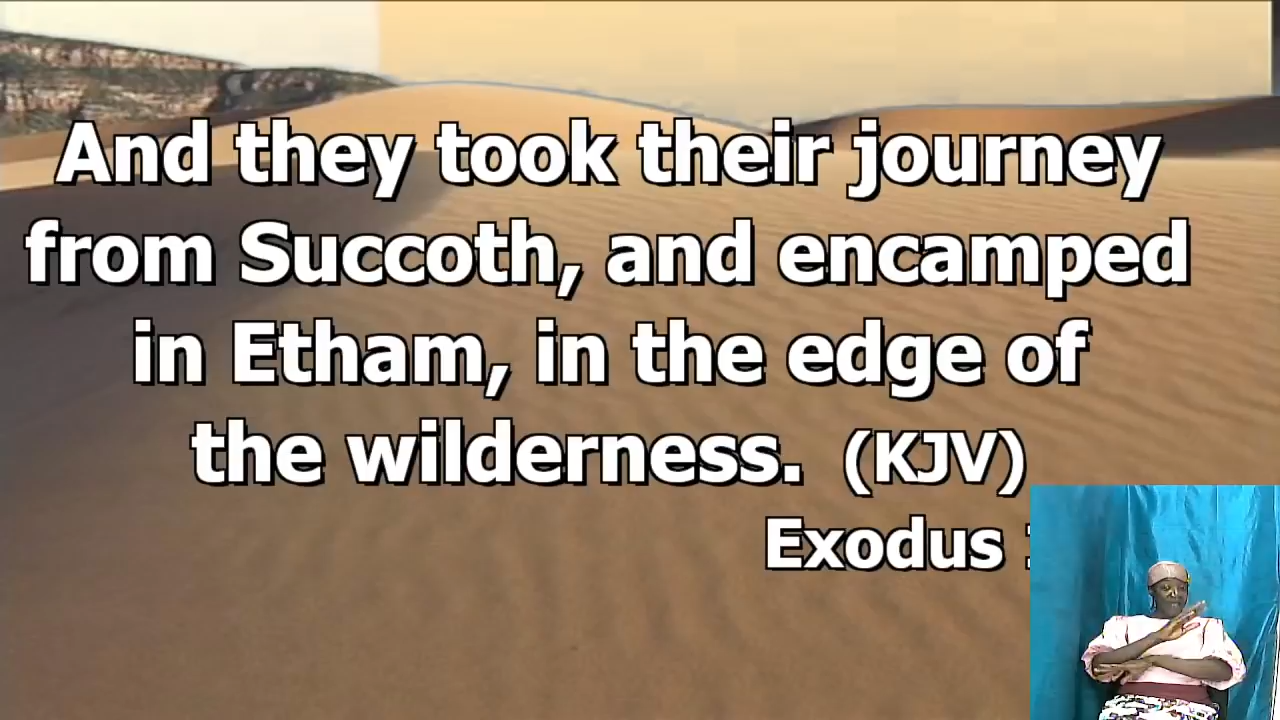 And they took their journey
from Succoth, and encamped
in Etham, in the edge of
the wilderness. (KJV)
Exodus